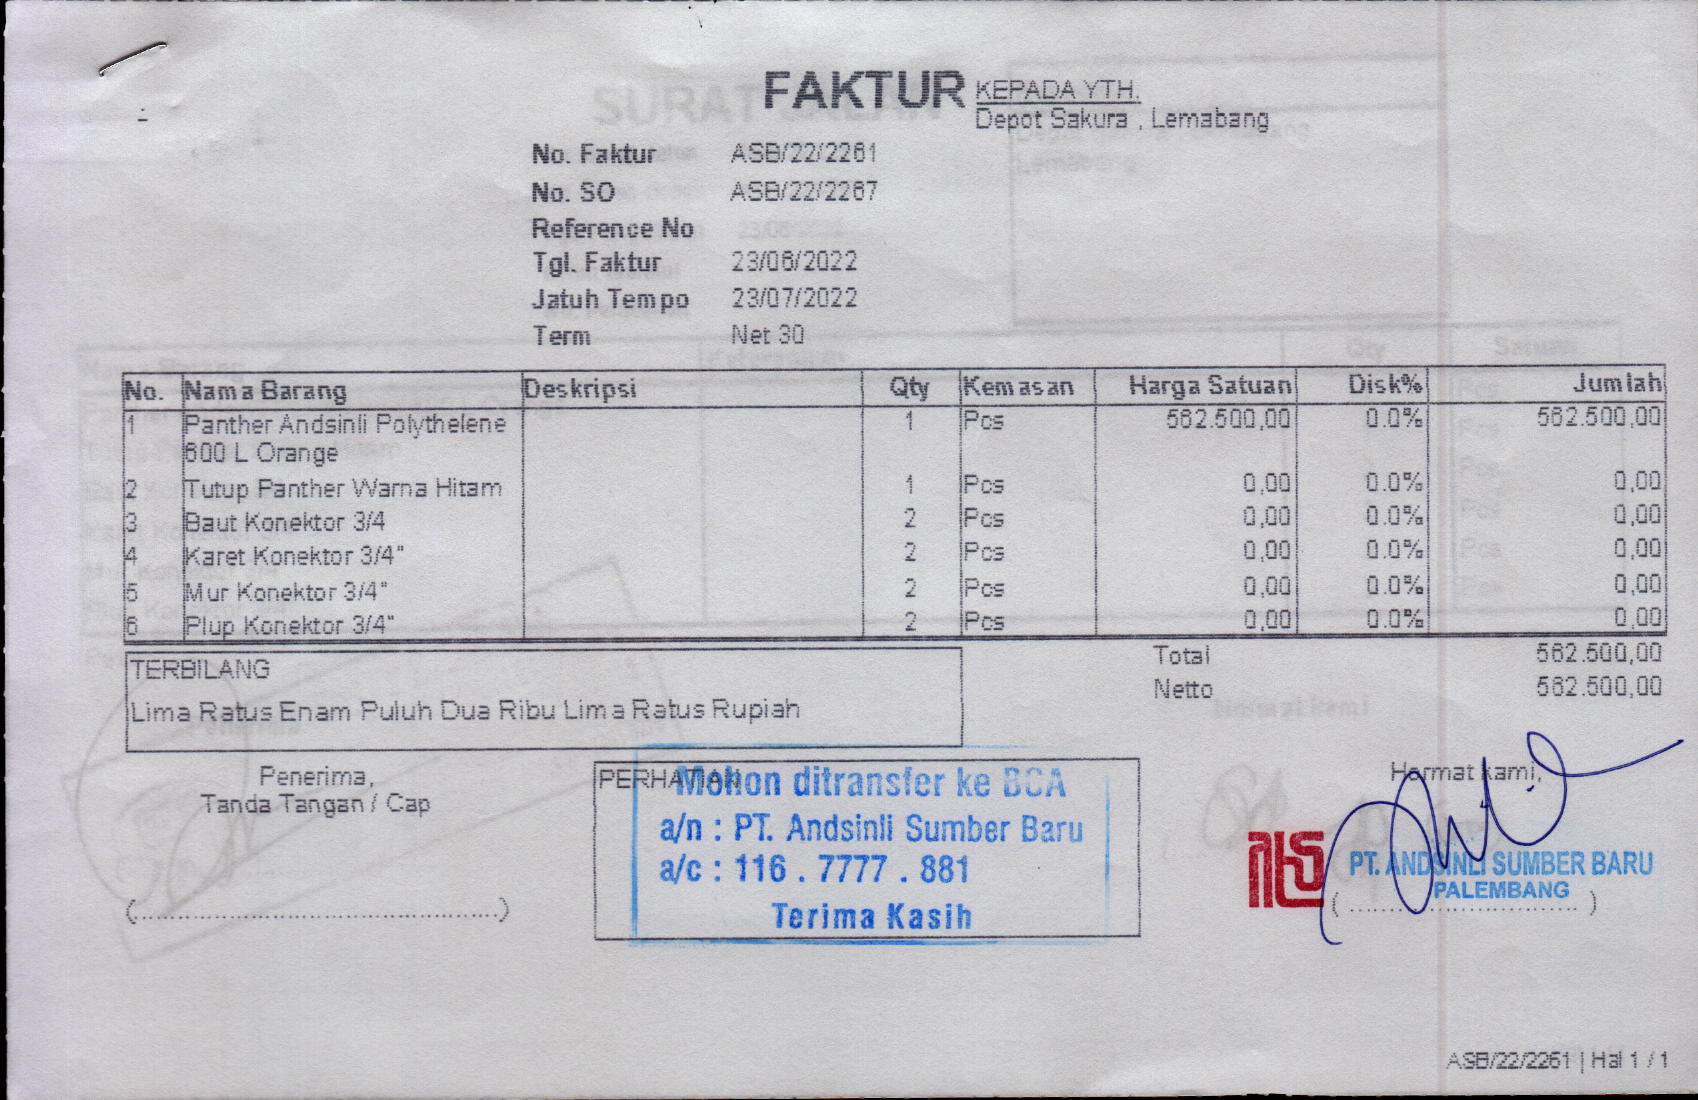 FAKTUR
KEPADA YTH.
Depot Sakura , Lemabang
No. Faktur ASB/22/2261
No. SO ASB/22/2267
Reference No
Tgl. Faktur 23/06/2022
Jatuh Tempo 23/07/2022
Term Net 30
No. Nama Barang Deskripsi Qty Kemasan Harga Satuan Disk% Jumlah
1 Panther Andsinli Polythelene 1 Pcs 562.500,00 0.0% 562.500,00
600 L Orange
2 Tutup Panther Warna Hitam 1 Pcs 0,00 0.0% 0,00
3 Baut Konektor 3/4 2 Pcs 0,00 0.0% 0,00
4 Karet Konektor 3/4" 2 Pcs 0,00 0.0% 0,00
5 Mur Konektor 3/4" 2 Pcs 0,00 0.0% 0,00
6 Plup Konektor 3/4" 2 Pcs 0,00 0.0% 0,00
Total 562.500,00
Netto 562.500,00
TERBILANG
Lima Ratus Enam Puluh Dua Ribu Lima Ratus Rupiah
Penerima,
Tanda Tangan / Cap
(..........................................)
PERHATIAN
Mohon ditransfer ke BCA
a/n : PT. Andsinli Sumber Baru
a/c : 116 . 7777 . 881
Terima Kasih
Hormat kami,
PT. ANDSINLI SUMBER BARU
PALEMBANG
( .............................. )
ASB/22/2261 | Hal 1 / 1